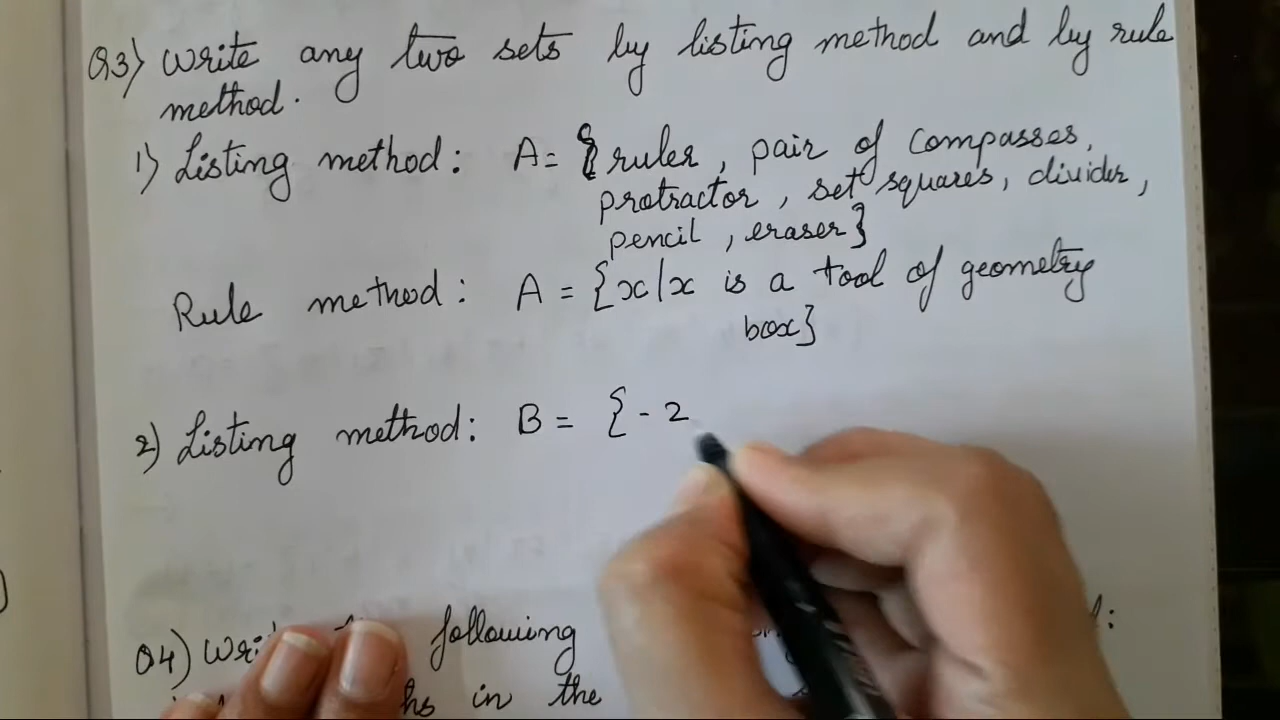 Q3) Write any two sets by listing method and by rule
method.
1) Listing method: A = {ruler, pair of compasses,
protractor, set squares, divider,
pencil, eraser}
Rule method: A = {x/x is a tool of geometry
box}
2) Listing method: B = {-2
Q4) following
in the